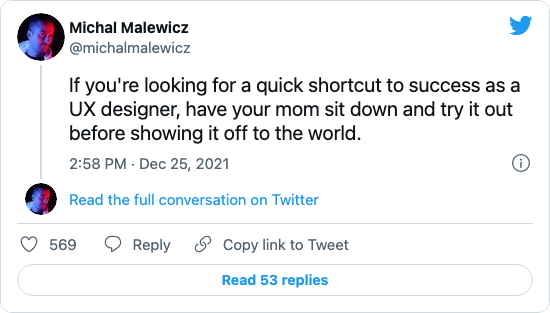 Michal Malewicz
@michalmalewicz
If you're looking for a quick shortcut to success as a
UX designer, have your mom sit down and try it out
before showing it off to the world.
2:58 PM · Dec 25, 2021
Read the full conversation on Twitter
569 Reply Copy link to Tweet
Read 53 replies